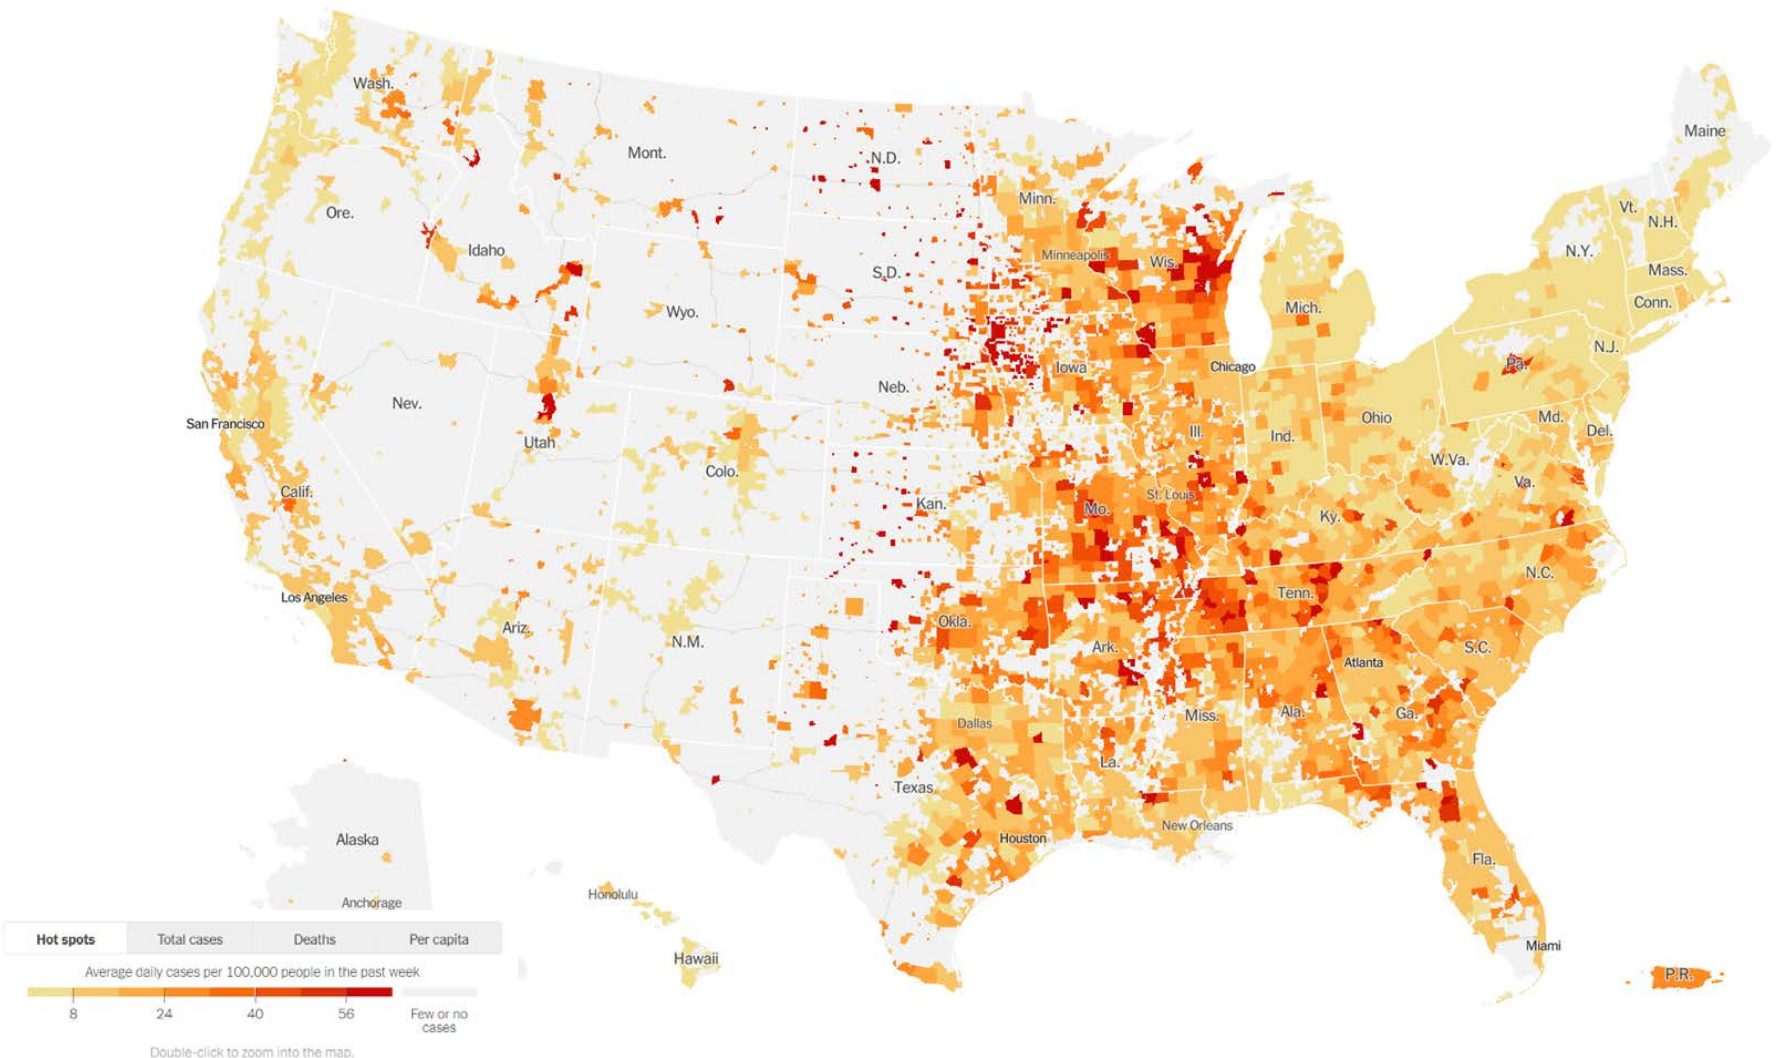 Wash.
Mont.
N.D.
Minn.
Maine
Ore.
Idaho
Minneapolis
Wis.
Vt.
N.H.
N.Y.
Mass.
S.D.
Wyo.
Mich.
Conn.
N.J.
Iowa
Chicago
Pa.
Nev.
Neb.
San Francisco
Utah
Ill.
Ind.
Ohio
Md.
Del.
Colo.
W.Va.
Calif.
Kan.
St. Louis
Va.
Mo.
Ky.
Los Angeles
N.C.
Tenn.
Ariz.
N.M.
Okla.
Ark.
S.C.
Atlanta
Dallas
Miss.
Ala.
Ga.
La.
Texas
New Orleans
Houston
Alaska
Anchorage
Honolulu
Fla.
Hawaii
Miami
P.R.
Hot spots Total cases Deaths Per capita
Average daily cases per 100,000 people in the past week
8 24 40 56 Few or no
cases
Double-click to zoom into the map.